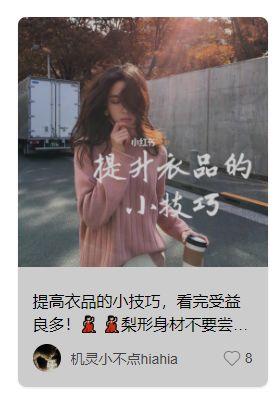 小红书
提升衣品的
小技巧
提高衣品的小技巧，看完受益
良多！💃💃梨形身材不要尝…
机灵小不点hiahia
8